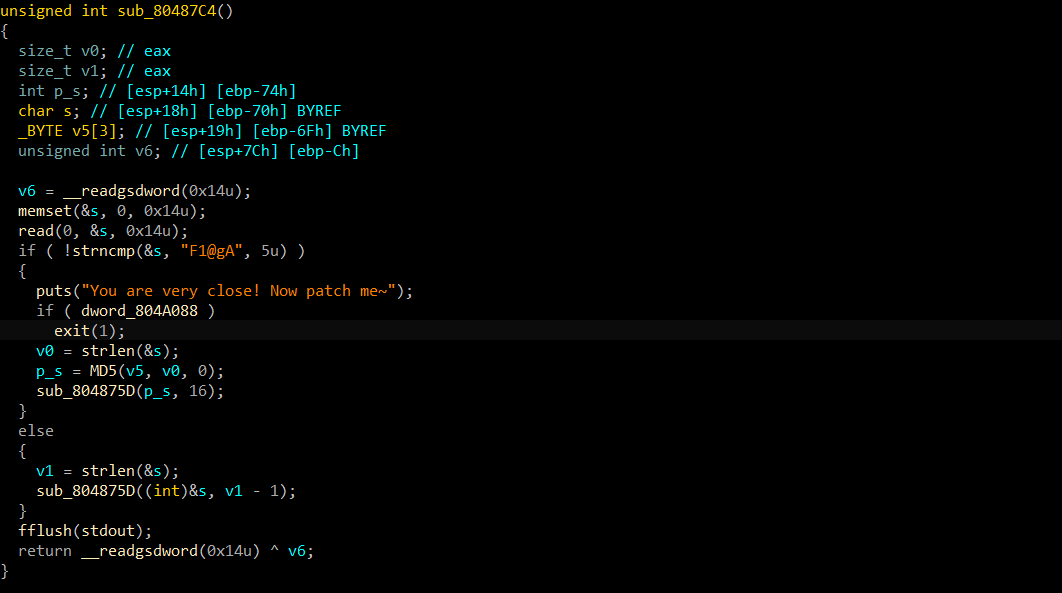 unsigned int sub_80487C4()
{
  size_t v0; // eax
  size_t v1; // eax
  int p_s; // [esp+14h] [ebp-74h]
  char s; // [esp+18h] [ebp-70h] BYREF
  _BYTE v5[3]; // [esp+19h] [ebp-6Fh] BYREF
  unsigned int v6; // [esp+7Ch] [ebp-Ch]

  v6 = __readgsdword(0x14u);
  memset(&s, 0, 0x14u);
  read(0, &s, 0x14u);
  if ( !strncmp(&s, "F1@gA", 5u) )
  {
    puts("You are very close! Now patch me~");
    if ( dword_804A088 )
      exit(1);
    v0 = strlen(&s);
    p_s = MD5(v5, v0, 0);
    sub_804875D(p_s, 16);
  }
  else
  {
    v1 = strlen(&s);
    sub_804875D((int)&s, v1 - 1);
  }
  fflush(stdout);
  return __readgsdword(0x14u) ^ v6;
}